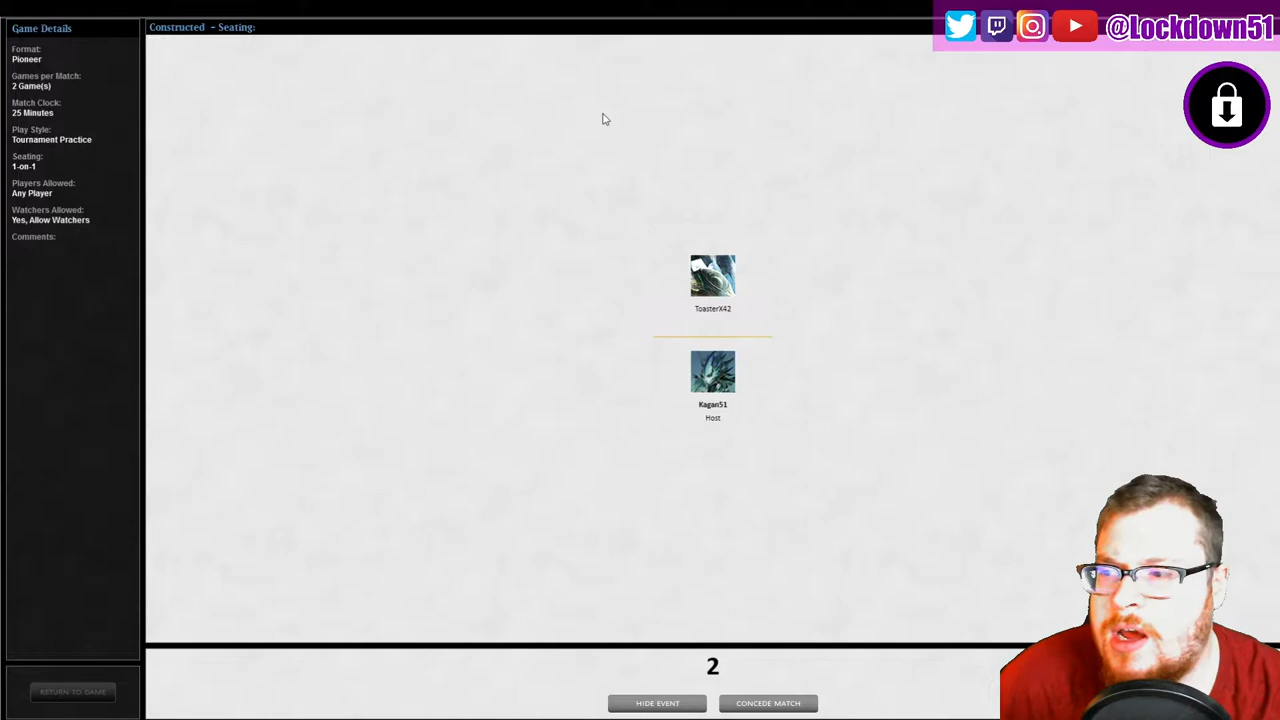 Game Details
Constructed - Seating:
@Lockdown51
Format:
Pioneer
Games per Match:
2 Game(s)
Match Clock:
25 Minutes
Play Style:
Tournament Practice
Seating:
1-on-1
Players Allowed:
Any Player
Watchers Allowed:
Yes, Allow Watchers
Comments:
ToasterX42
Kagan51
Host
2
RETURN TO GAME
HIDE EVENT
CONCEDE MATCH